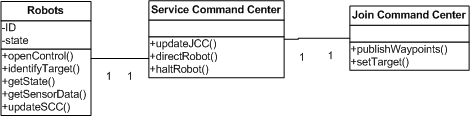 Robots
-ID
-state
+openControl()
+identifyTarget()
+getState()
+getSensorData()
+updateSCC()
1 1
Service Command Center
+updateJCC()
+directRobot()
+haltRobot()
1 1
Join Command Center
+publishWaypoints()
+setTarget()